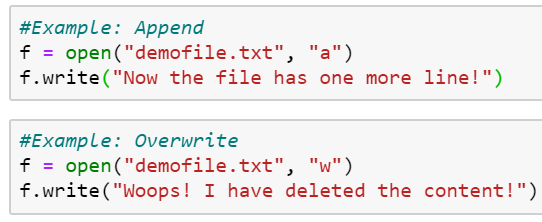 #Example: Append
f = open("demofile.txt", "a")
f.write("Now the file has one more line!")
#Example: Overwrite
f = open("demofile.txt", "w")
f.write("Woops! I have deleted the content!")